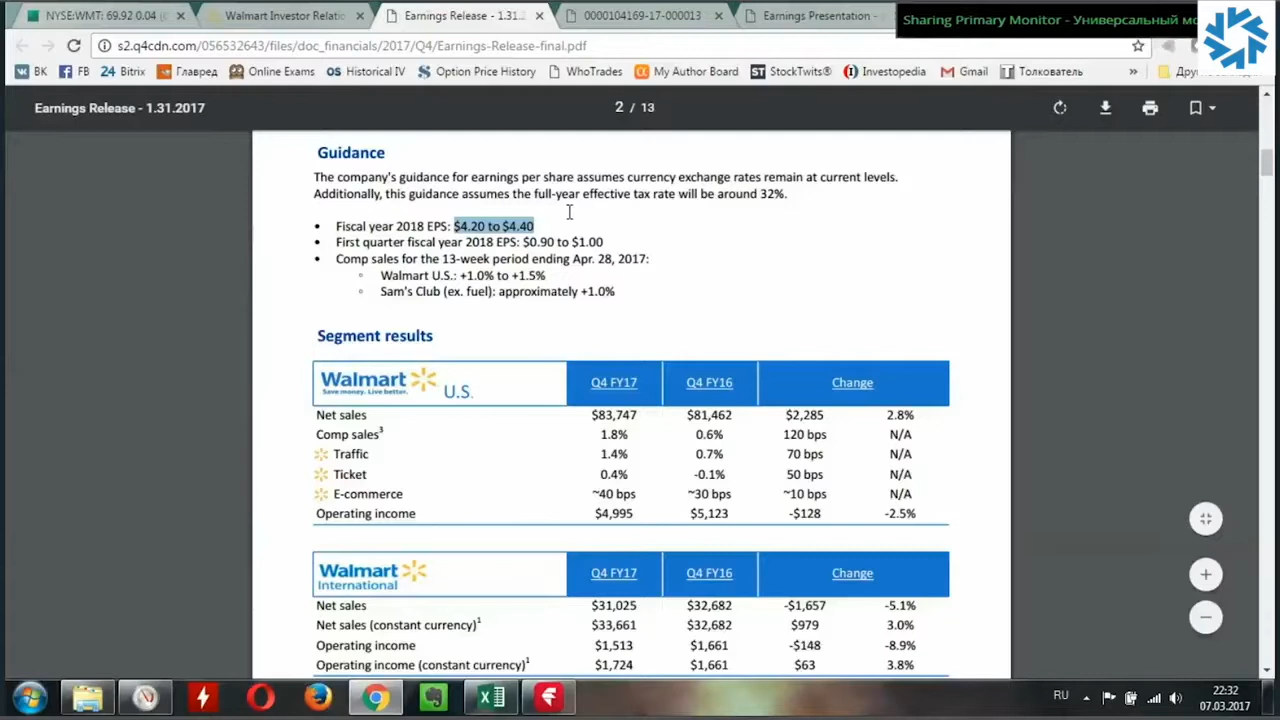 NYSE:WMT: 69.92 0.04
Walmart Investor Relatio
Earnings Release - 1.31.
0000104169-17-000013
Earnings Presentation -
Sharing Primary Monitor - Универсальный мо
s2.q4cdn.com/056532643/files/doc_financials/2017/Q4/Earnings-Release-final.pdf
ВК FB Bitrix Главред Online Exams OS Historical IV Option Price History WhoTrades My Author Board ST StockTwits® Investopedia Gmail Толкователь »
Earnings Release - 1.31.2017
2 / 13
Guidance
The company's guidance for earnings per share assumes currency exchange rates remain at current levels.
Additionally, this guidance assumes the full-year effective tax rate will be around 32%.
• Fiscal year 2018 EPS: $4.20 to $4.40
• First quarter fiscal year 2018 EPS: $0.90 to $1.00
• Comp sales for the 13-week period ending Apr. 28, 2017:
◦ Walmart U.S.: +1.0% to +1.5%
◦ Sam's Club (ex. fuel): approximately +1.0%
Segment results
Walmart U.S. Q4 FY17 Q4 FY16 Change
Save money. Live better.
Net sales $83,747 $81,462 $2,285 2.8%
Comp sales³ 1.8% 0.6% 120 bps N/A
Traffic 1.4% 0.7% 70 bps N/A
Ticket 0.4% -0.1% 50 bps N/A
E-commerce ~40 bps ~30 bps ~10 bps N/A
Operating income $4,995 $5,123 -$128 -2.5%
Walmart Q4 FY17 Q4 FY16 Change
International
Net sales $31,025 $32,682 -$1,657 -5.1%
Net sales (constant currency)¹ $33,661 $32,682 $979 3.0%
Operating income $1,513 $1,661 -$148 -8.9%
Operating income (constant currency)¹ $1,724 $1,661 $63 3.8%
RU
22:32
07.03.2017